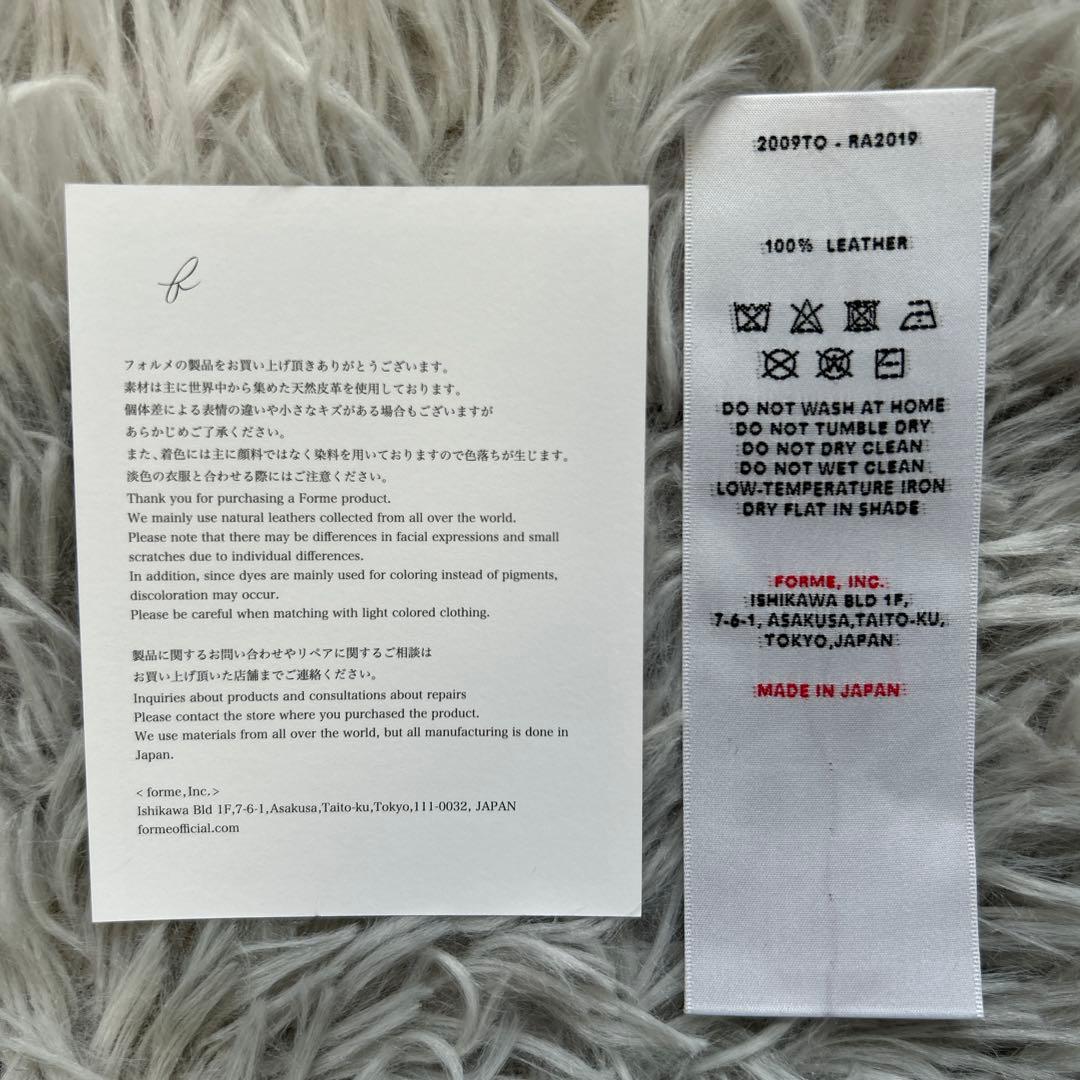 フォルメの製品をお買い上げ頂きありがとうございます。
素材は主に世界中から集めた天然皮革を使用しております。
個体差による表情の違いや小さなキズがある場合もございますが
あらかじめご了承ください。
また、着色には主に顔料ではなく染料を用いておりますので色落ちが生じます。
淡色の衣服と合わせる際にはご注意ください。
Thank you for purchasing a Forme product.
We mainly use natural leathers collected from all over the world.
Please note that there may be differences in facial expressions and small
scratches due to individual differences.
In addition, since dyes are mainly used for coloring instead of pigments,
discoloration may occur.
Please be careful when matching with light colored clothing.
製品に関するお問い合わせやリペアに関するご相談は
お買い上げ頂いた店舗までご連絡ください。
Inquiries about products and consultations about repairs
Please contact the store where you purchased the product.
We use materials from all over the world, but all manufacturing is done in
Japan.
< forme,Inc.>
Ishikawa Bld 1F,7-6-1,Asakusa,Taito-ku,Tokyo,111-0032, JAPAN
formeofficial.com
2009TO - RA2019
100% LEATHER
DO NOT WASH AT HOME
DO NOT TUMBLE DRY
DO NOT DRY CLEAN
DO NOT WET CLEAN
LOW-TEMPERATURE IRON
DRY FLAT IN SHADE
FORME, INC.
ISHIKAWA BLD 1F,
7-6-1, ASAKUSA,TAITO-KU,
TOKYO,JAPAN
MADE IN JAPAN